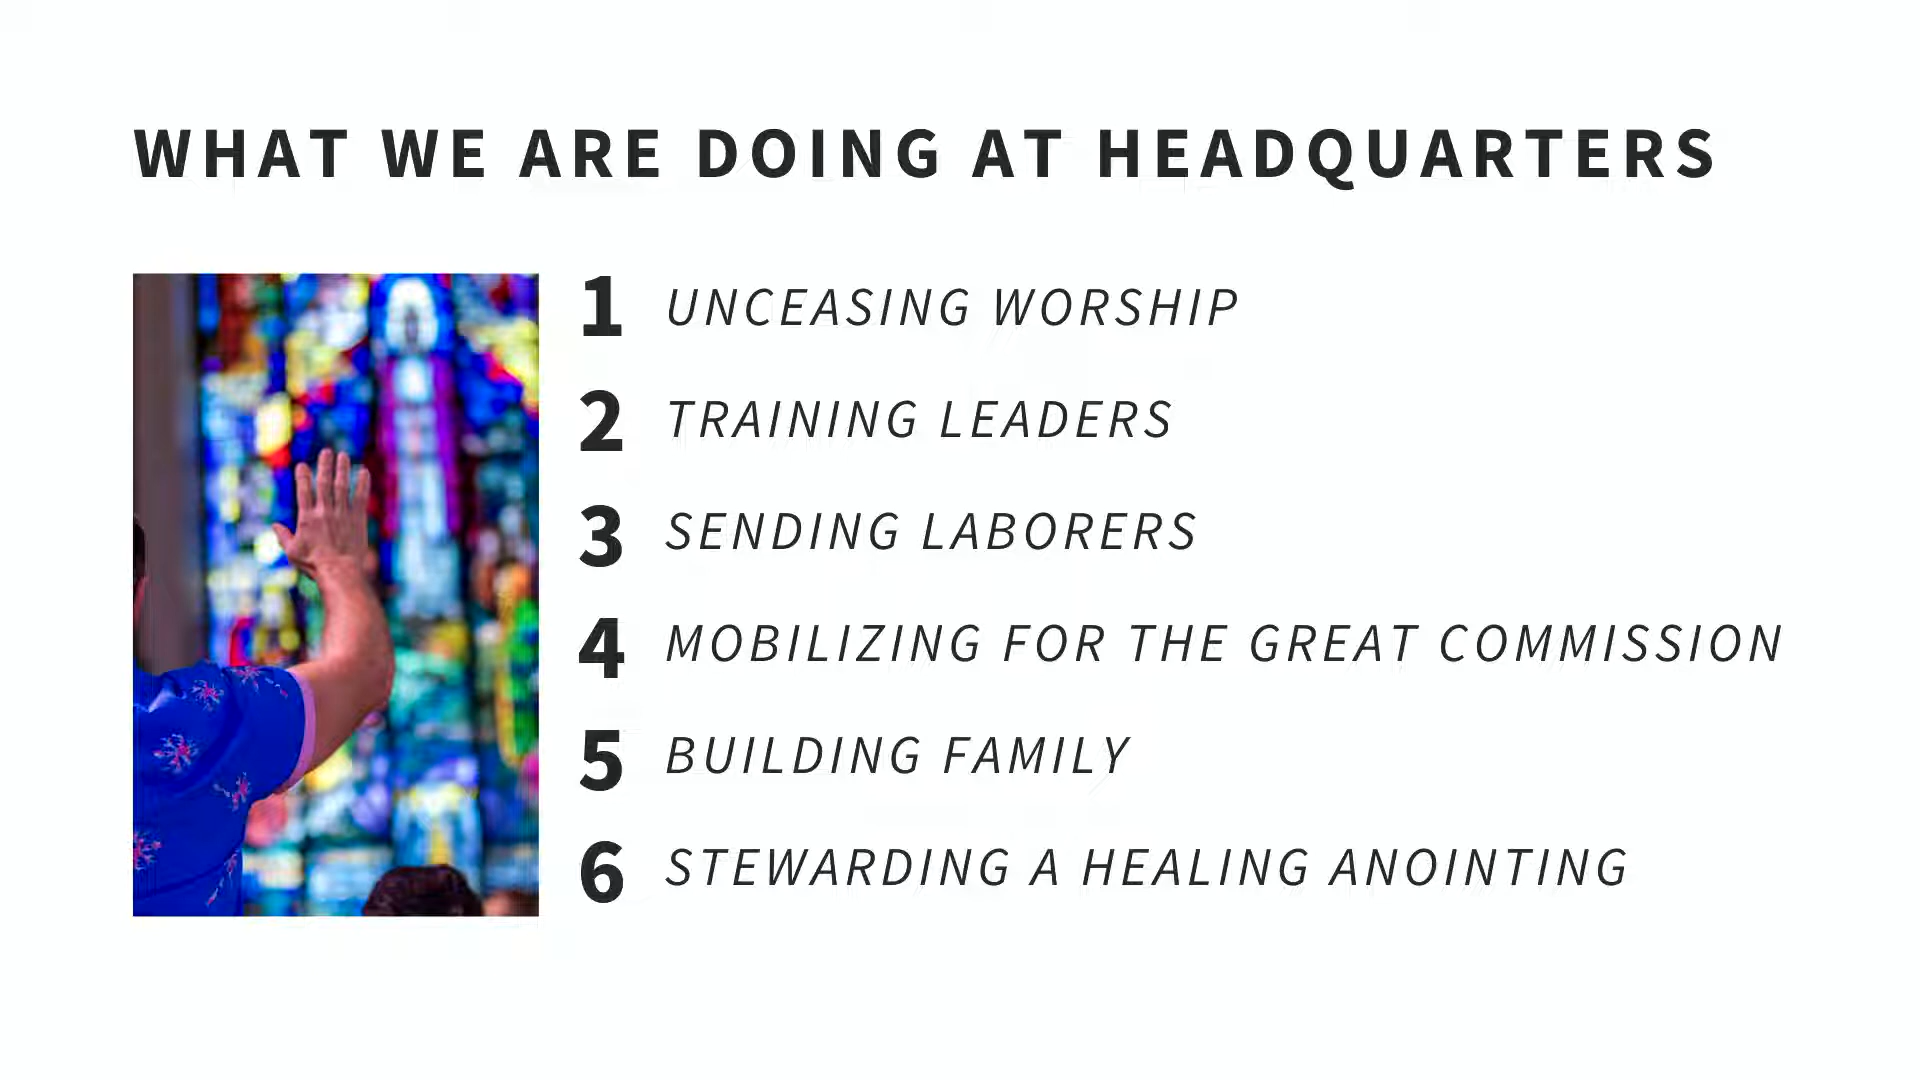 WHAT WE ARE DOING AT HEADQUARTERS
1 UNCEASING WORSHIP
2 TRAINING LEADERS
3 SENDING LABORERS
4 MOBILIZING FOR THE GREAT COMMISSION
5 BUILDING FAMILY
6 STEWARDING A HEALING ANOINTING